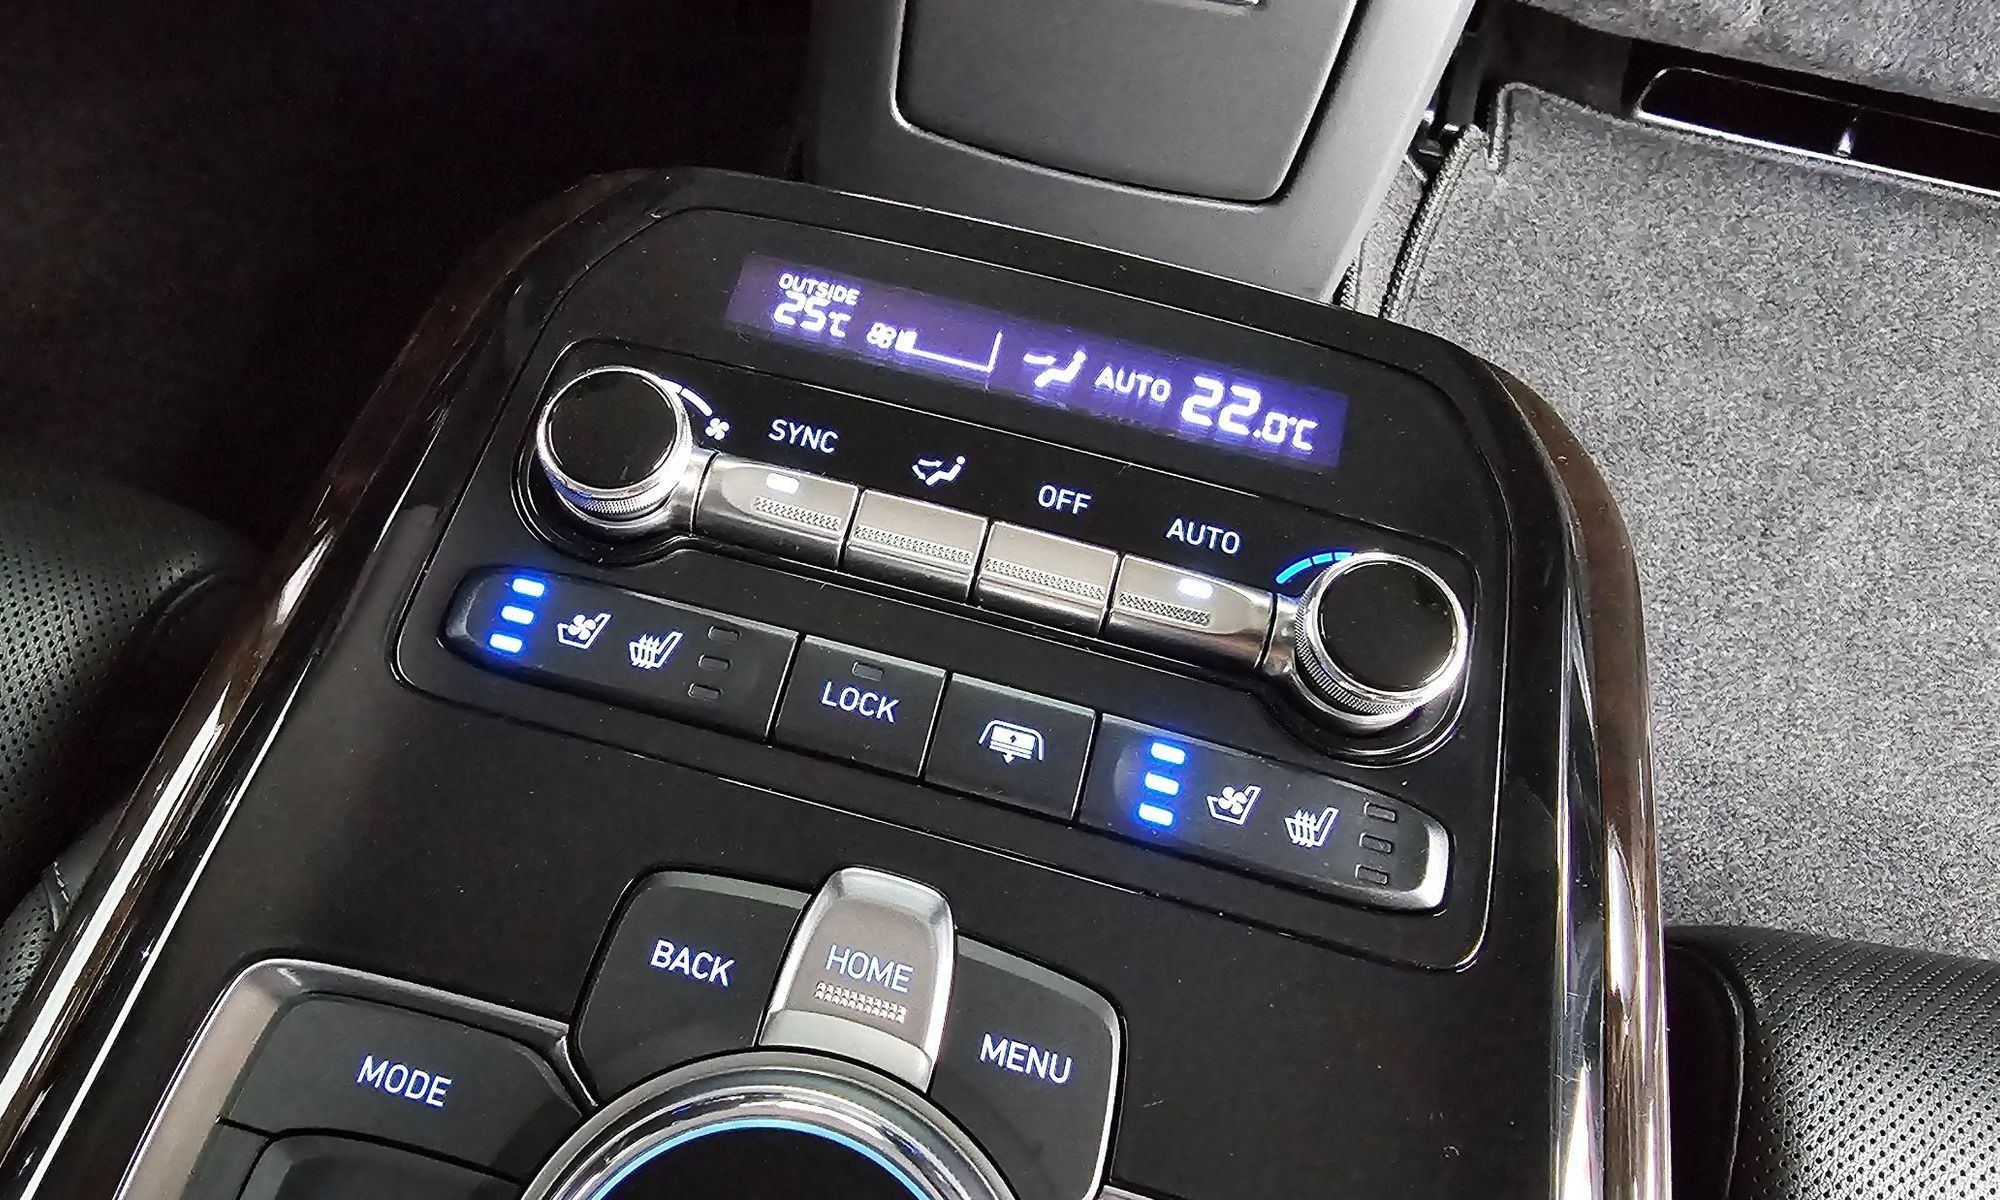 OUTSIDE
25℃
AUTO 22.0℃
SYNC
OFF
AUTO
LOCK
BACK
HOME
MENU
MODE